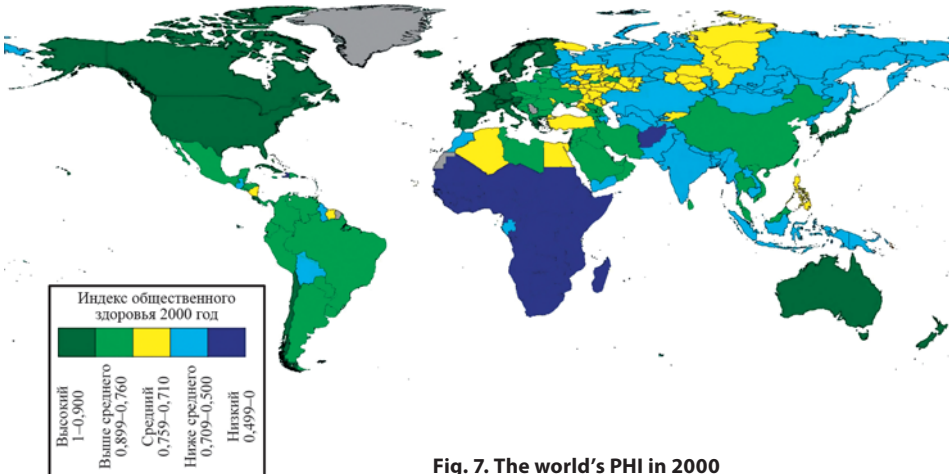 Индекс общественного
здоровья 2000 год
Высокий
1–0,900
Выше среднего
0,899–0,760
Средний
0,759–0,710
Ниже среднего
0,709–0,500
Низкий
0,499–0
Fig. 7. The world's PHI in 2000